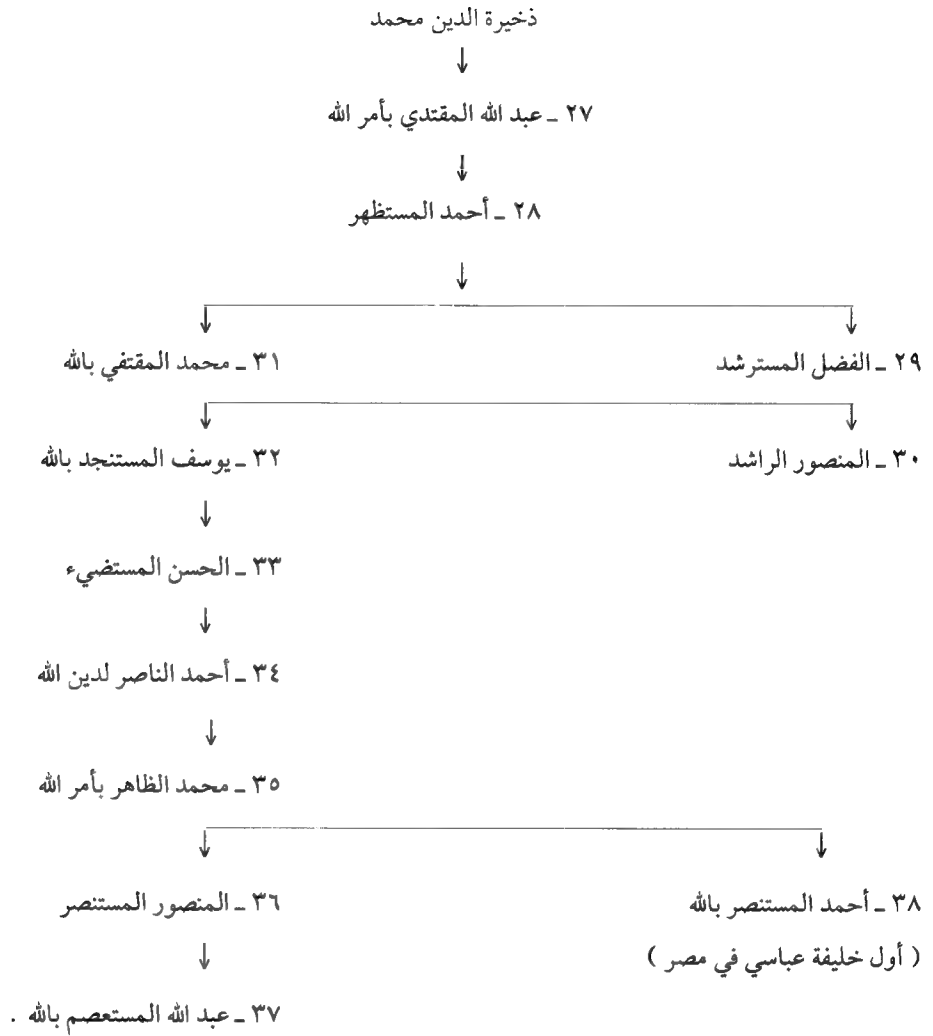 ذخيرة الدين محمد
٢٧ ـ عبد الله المقتدي بأمر الله
٢٨ ـ أحمد المستظهر
٢٩ ـ الفضل المسترشد
٣١ ـ محمد المقتفي بالله
٣٠ ـ المنصور الراشد
٣٢ ـ يوسف المستنجد بالله
٣٣ ـ الحسن المستضيء
٣٤ ـ أحمد الناصر لدين الله
٣٥ ـ محمد الظاهر بأمر الله
٣٨ ـ أحمد المستنصر بالله
٣٦ ـ المنصور المستنصر
( أول خليفة عباسي في مصر )
٣٧ ـ عبد الله المستعصم بالله .